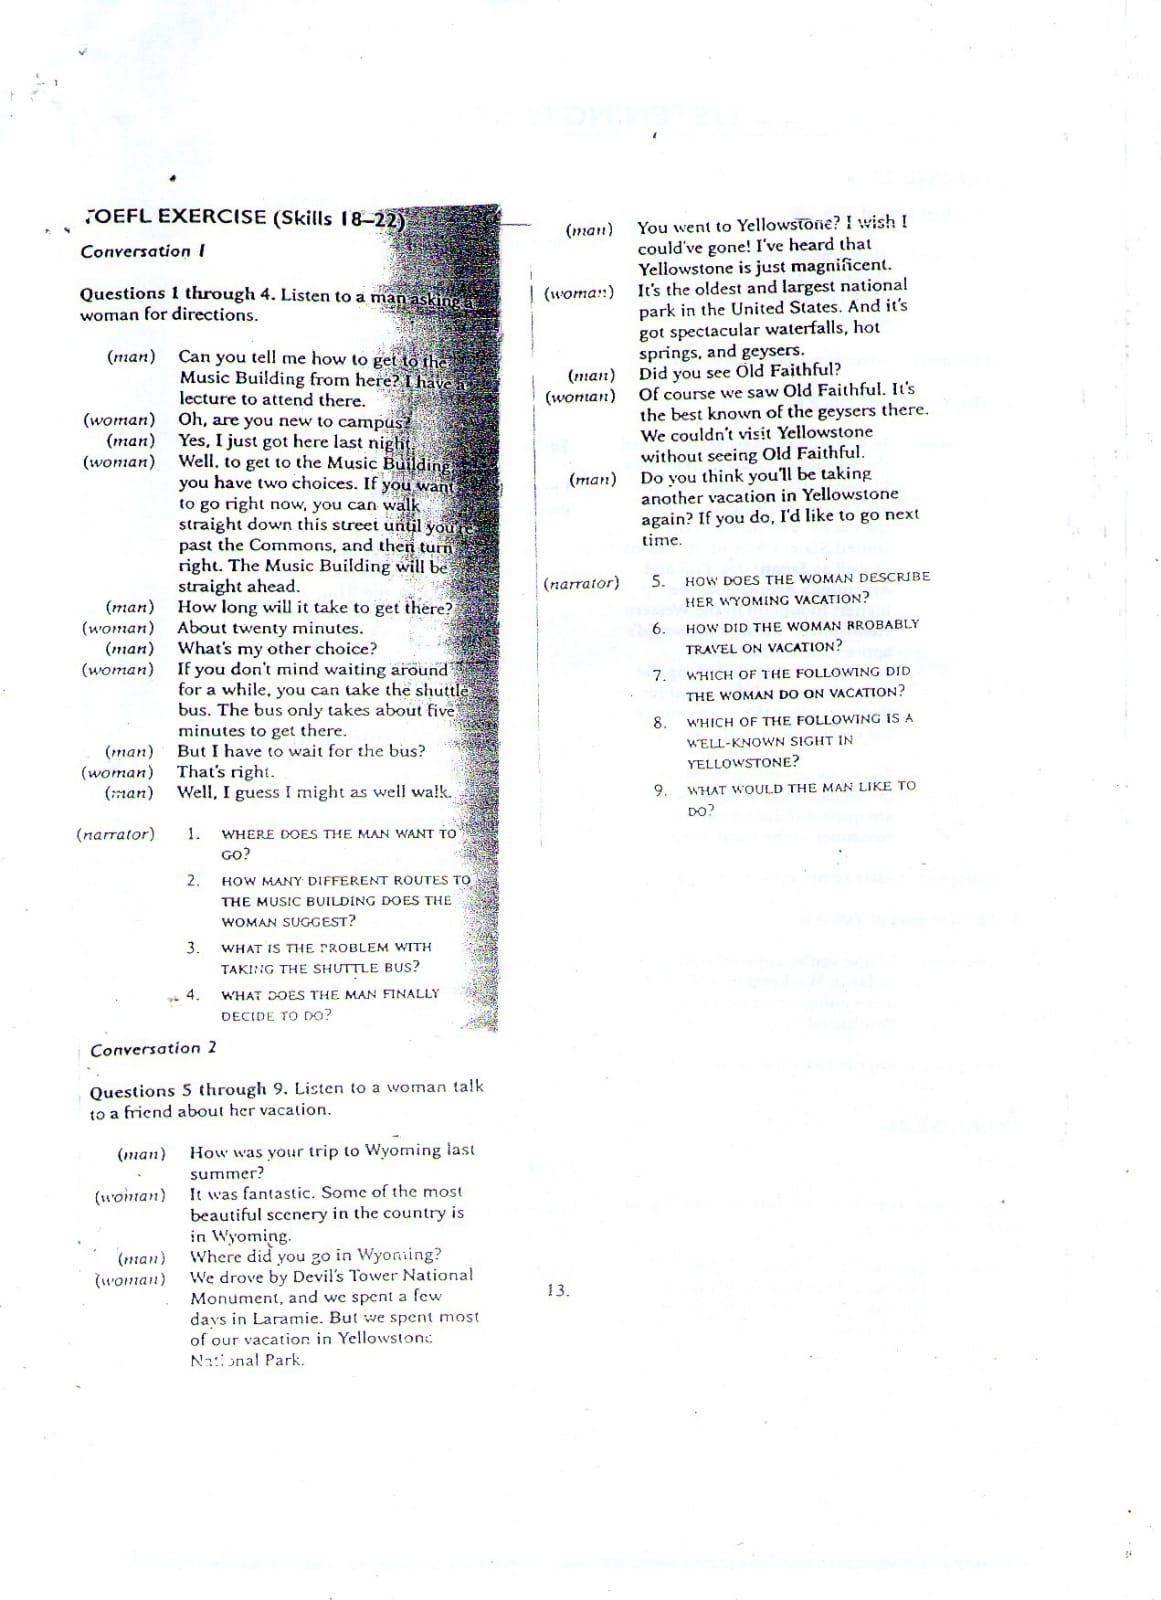 TOEFL EXERCISE (Skills 18–22)
Conversation 1
Questions 1 through 4. Listen to a man asking a
woman for directions.
(man) Can you tell me how to get to the
Music Building from here? I have a
lecture to attend there.
(woman) Oh, are you new to campus?
(man) Yes, I just got here last night.
(woman) Well, to get to the Music Building,
you have two choices. If you want
to go right now, you can walk
straight down this street until you're
past the Commons, and then turn
right. The Music Building will be
straight ahead.
(man) How long will it take to get there?
(woman) About twenty minutes.
(man) What's my other choice?
(woman) If you don't mind waiting around
for a while, you can take the shuttle
bus. The bus only takes about five
minutes to get there.
(man) But I have to wait for the bus?
(woman) That's right.
(man) Well, I guess I might as well walk.
(narrator) 1. WHERE DOES THE MAN WANT TO
GO?
2. HOW MANY DIFFERENT ROUTES TO
THE MUSIC BUILDING DOES THE
WOMAN SUGGEST?
3. WHAT IS THE PROBLEM WITH
TAKING THE SHUTTLE BUS?
4. WHAT DOES THE MAN FINALLY
DECIDE TO DO?
Conversation 2
Questions 5 through 9. Listen to a woman talk
to a friend about her vacation.
(man) How was your trip to Wyoming last
summer?
(woman) It was fantastic. Some of the most
beautiful scenery in the country is
in Wyoming.
(man) Where did you go in Wyoming?
(woman) We drove by Devil's Tower National
Monument, and we spent a few
days in Laramie. But we spent most
of our vacation in Yellowstone
National Park.
(man) You went to Yellowstone? I wish I
could've gone! I've heard that
Yellowstone is just magnificent.
(woman) It's the oldest and largest national
park in the United States. And it's
got spectacular waterfalls, hot
springs, and geysers.
(man) Did you see Old Faithful?
(woman) Of course we saw Old Faithful. It's
the best known of the geysers there.
We couldn't visit Yellowstone
without seeing Old Faithful.
(man) Do you think you'll be taking
another vacation in Yellowstone
again? If you do, I'd like to go next
time.
(narrator) 5. HOW DOES THE WOMAN DESCRIBE
HER WYOMING VACATION?
6. HOW DID THE WOMAN PROBABLY
TRAVEL ON VACATION?
7. WHICH OF THE FOLLOWING DID
THE WOMAN DO ON VACATION?
8. WHICH OF THE FOLLOWING IS A
WELL-KNOWN SIGHT IN
YELLOWSTONE?
9. WHAT WOULD THE MAN LIKE TO
DO?
13.